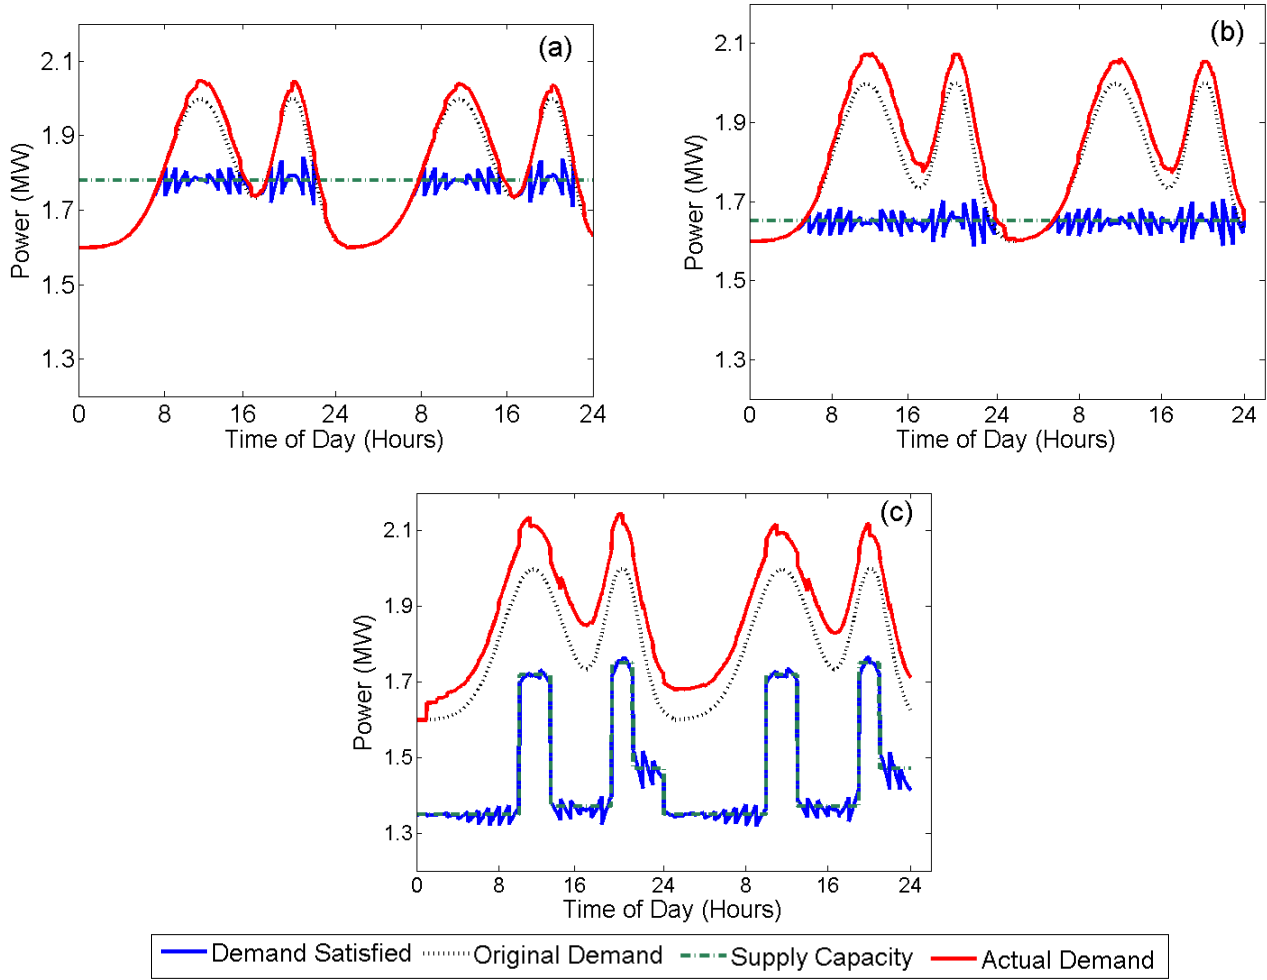 (a)
2.1
1.9
1.7
1.5
1.3
Power (MW)
0 8 16 24 8 16 24
Time of Day (Hours)
(b)
2.1
1.9
1.7
1.5
1.3
Power (MW)
0 8 16 24 8 16 24
Time of Day (Hours)
(c)
2.1
1.9
1.7
1.5
1.3
Power (MW)
0 8 16 24 8 16 24
Time of Day (Hours)
Demand Satisfied Original Demand Supply Capacity Actual Demand